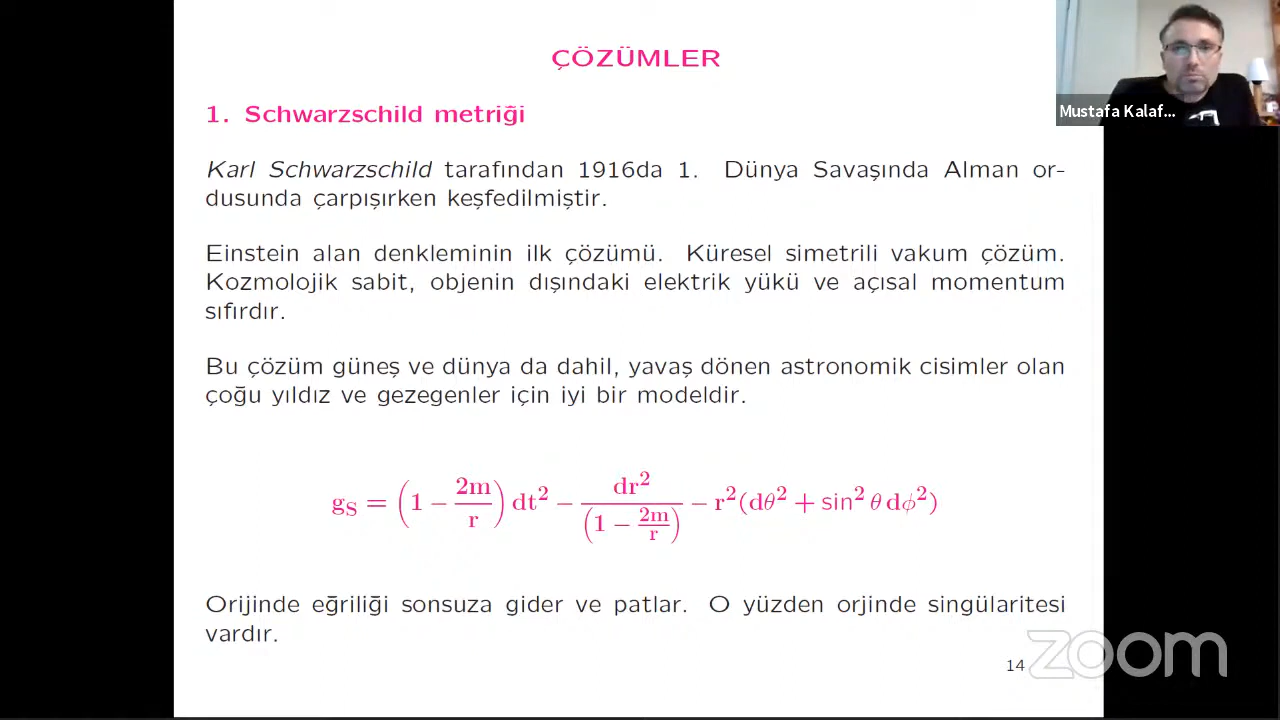 ÇÖZÜMLER
1. Schwarzschild metriği
Karl Schwarzschild tarafından 1916da 1. Dünya Savaşında Alman or-
dusunda çarpışırken keşfedilmiştir.
Einstein alan denkleminin ilk çözümü. Küresel simetrili vakum çözüm.
Kozmolojik sabit, objenin dışındaki elektrik yükü ve açısal momentum
sıfırdır.
Bu çözüm güneş ve dünya da dahil, yavaş dönen astronomik cisimler olan
çoğu yıldız ve gezegenler için iyi bir modeldir.
g_S = (1 − 2m/r) dt² − dr²/(1 − 2m/r) − r²(dθ² + sin² θ dϕ²)
Orijinde eğriliği sonsuza gider ve patlar. O yüzden orjinde singülaritesi
vardır.
14
Mustafa Kalaf...
zoom